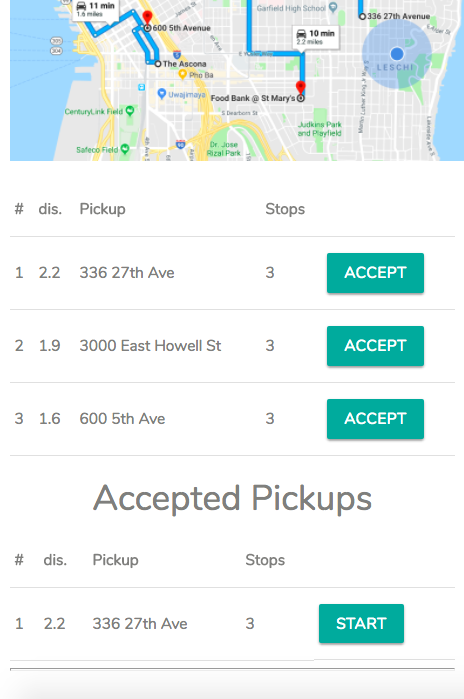 11 min
1.6 miles
600 5th Avenue
Garfield High School
336 27th Avenue
10 min
2.2 miles
The Ascona
Pho Ba
LESCHI
Uwajimaya
Food Bank @ St Mary's
CenturyLink Field
S Dearborn St
Judkins Park
and Playfield
Dr. Jose
Rizal Park
Safeco Field
# dis. Pickup Stops
1 2.2 336 27th Ave 3 ACCEPT
2 1.9 3000 East Howell St 3 ACCEPT
3 1.6 600 5th Ave 3 ACCEPT
Accepted Pickups
# dis. Pickup Stops
1 2.2 336 27th Ave 3 START